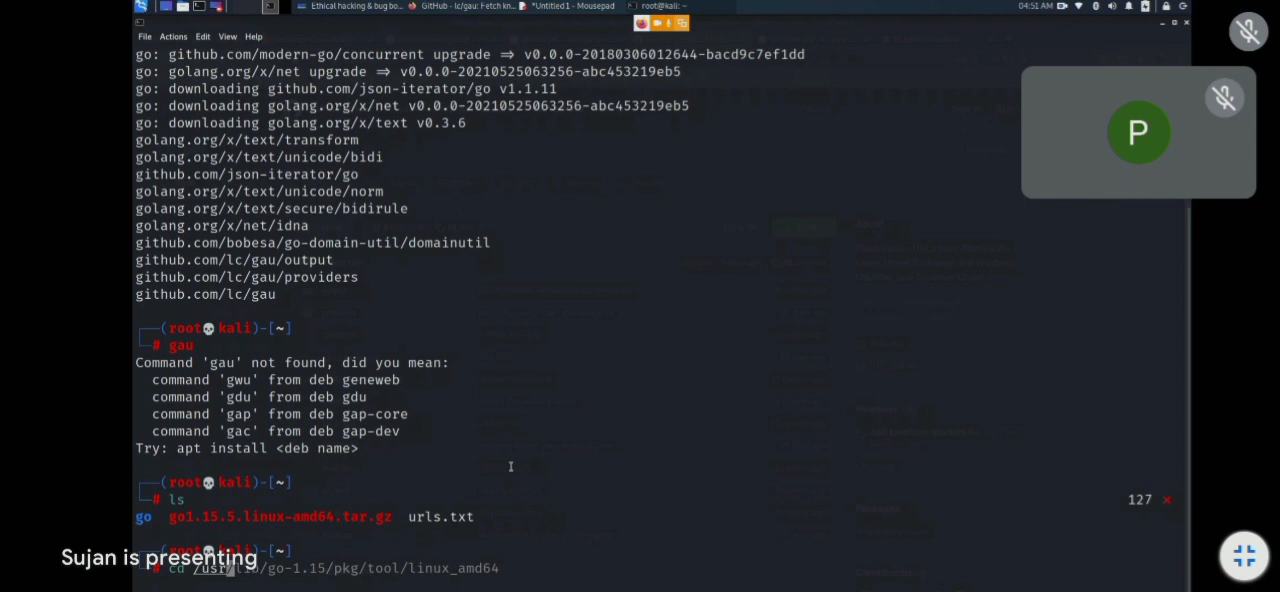 Ethical hacking & bug bo...
GitHub - lc/gau: Fetch kn...
*Untitled 1 - Mousepad
root@kali: ~
04:51 AM
File Actions Edit View Help
go: github.com/modern-go/concurrent upgrade ⇒ v0.0.0-20180306012644-bacd9c7ef1dd
go: golang.org/x/net upgrade ⇒ v0.0.0-20210525063256-abc453219eb5
go: downloading github.com/json-iterator/go v1.1.11
go: downloading golang.org/x/net v0.0.0-20210525063256-abc453219eb5
go: downloading golang.org/x/text v0.3.6
golang.org/x/text/transform
golang.org/x/text/unicode/bidi
github.com/json-iterator/go
golang.org/x/text/unicode/norm
golang.org/x/text/secure/bidirule
golang.org/x/net/idna
github.com/bobesa/go-domain-util/domainutil
github.com/lc/gau/output
github.com/lc/gau/providers
github.com/lc/gau
(root💀kali)-[~]
# gau
Command 'gau' not found, did you mean:
command 'gwu' from deb geneweb
command 'gdu' from deb gdu
command 'gap' from deb gap-core
command 'gac' from deb gap-dev
Try: apt install <deb name>
(root💀kali)-[~]
# ls
127 ×
go go1.15.5.linux-amd64.tar.gz urls.txt
(root💀kali)-[~]
# cd /usr/lib/go-1.15/pkg/tool/linux_amd64
Sujan is presenting
P